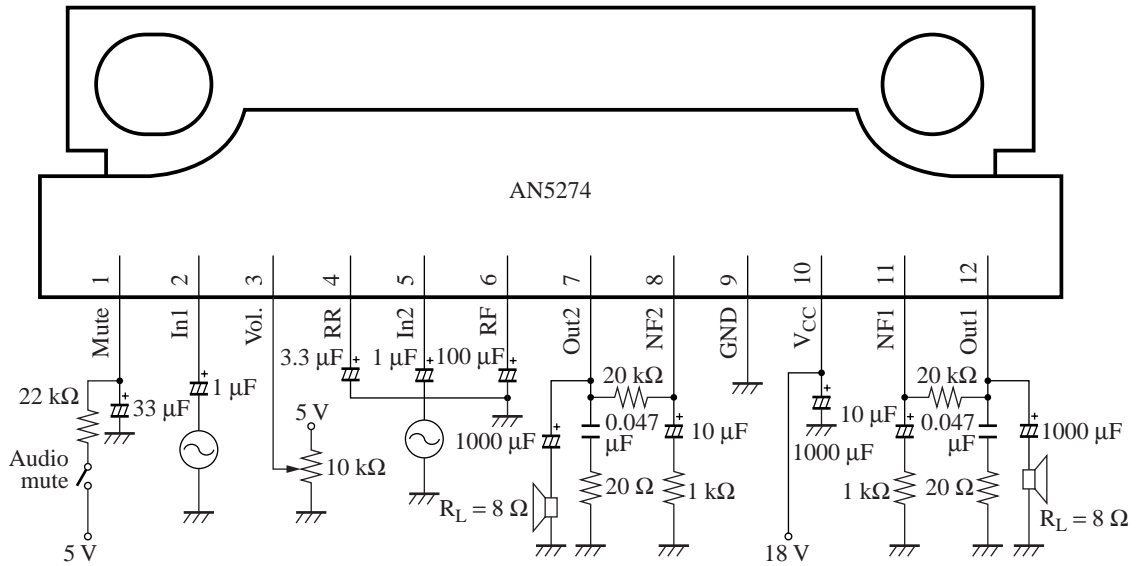 AN5274
1 2 3 4 5 6 7 8 9 10 11 12
Mute In1 Vol. RR In2 RF Out2 NF2 GND VCC NF1 Out1
3.3 μF 1 μF 100 μF
22 kΩ 33 μF 1 μF
20 kΩ 20 kΩ
5 V
1000 μF 0.047 μF 10 μF
10 μF 0.047 μF 1000 μF
1000 μF
Audio mute
10 kΩ
20 Ω 1 kΩ
1 kΩ 20 Ω
RL = 8 Ω
RL = 8 Ω
5 V
18 V